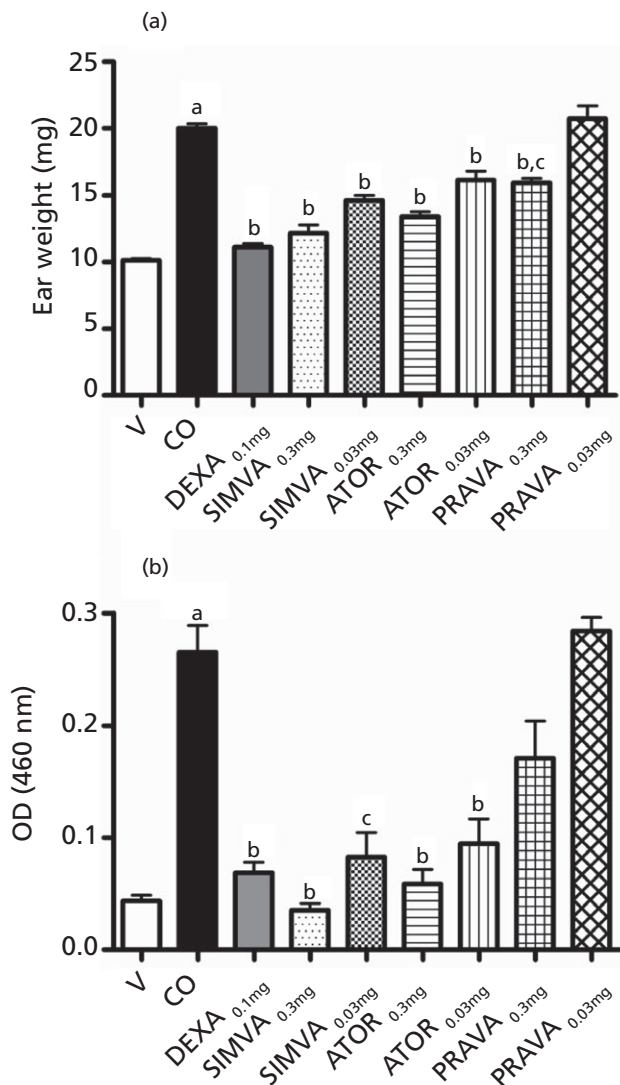 (a)
Ear weight (mg)
25
20
15
10
5
0
a
b
b
b
b
b
b,c
V
CO
DEXA 0.1mg
SIMVA 0.3mg
SIMVA 0.03mg
ATOR 0.3mg
ATOR 0.03mg
PRAVA 0.3mg
PRAVA 0.03mg
(b)
OD (460 nm)
0.3
0.2
0.1
0.0
a
b
b
c
b
b
V
CO
DEXA 0.1mg
SIMVA 0.3mg
SIMVA 0.03mg
ATOR 0.3mg
ATOR 0.03mg
PRAVA 0.3mg
PRAVA 0.03mg